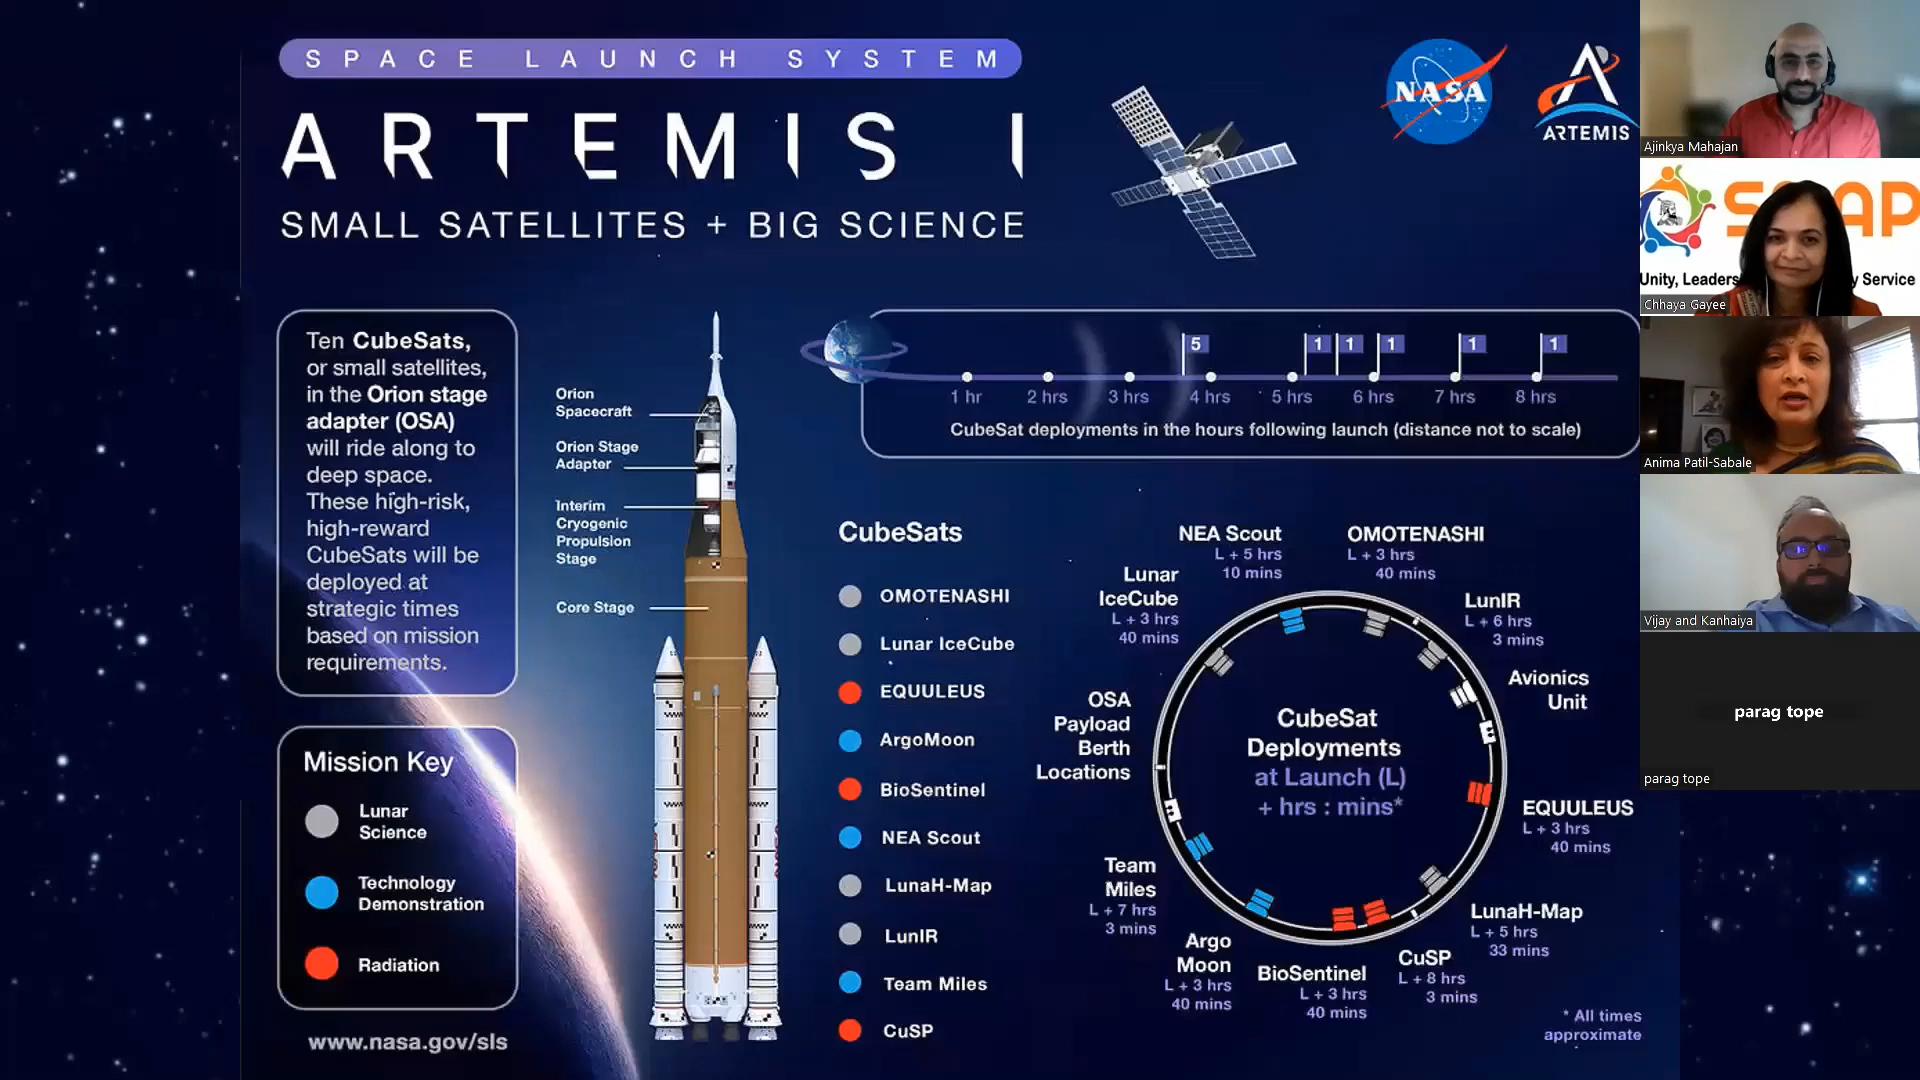 SPACE LAUNCH SYSTEM
ARTEMIS I
SMALL SATELLITES + BIG SCIENCE
NASA
ARTEMIS
Ten CubeSats,
or small satellites,
in the Orion stage
adapter (OSA)
will ride along to
deep space.
These high-risk,
high-reward
CubeSats will be
deployed at
strategic times
based on mission
requirements.
Mission Key
Lunar
Science
Technology
Demonstration
Radiation
www.nasa.gov/sls
Orion
Spacecraft
Orion Stage
Adapter
Interim
Cryogenic
Propulsion
Stage
Core Stage
5
1
1
1
1
1
1 hr
2 hrs
3 hrs
4 hrs
5 hrs
6 hrs
7 hrs
8 hrs
CubeSat deployments in the hours following launch (distance not to scale)
CubeSats
OMOTENASHI
Lunar IceCube
EQUULEUS
ArgoMoon
BioSentinel
NEA Scout
LunaH-Map
LunIR
Team Miles
CuSP
NEA Scout
L + 5 hrs
10 mins
OMOTENASHI
L + 3 hrs
40 mins
Lunar
IceCube
L + 3 hrs
40 mins
LunIR
L + 6 hrs
3 mins
Avionics
Unit
OSA
Payload
Berth
Locations
CubeSat
Deployments
at Launch (L)
+ hrs : mins*
EQUULEUS
L + 3 hrs
40 mins
Team
Miles
L + 7 hrs
3 mins
LunaH-Map
L + 5 hrs
33 mins
Argo
Moon
L + 3 hrs
40 mins
BioSentinel
L + 3 hrs
40 mins
CuSP
L + 8 hrs
3 mins
* All times
approximate
Ajinkya Mahajan
Unity, Leaders
y Service
Chhaya Gayee
Anima Patil-Sabale
Vijay and Kanhaiya
parag tope
parag tope